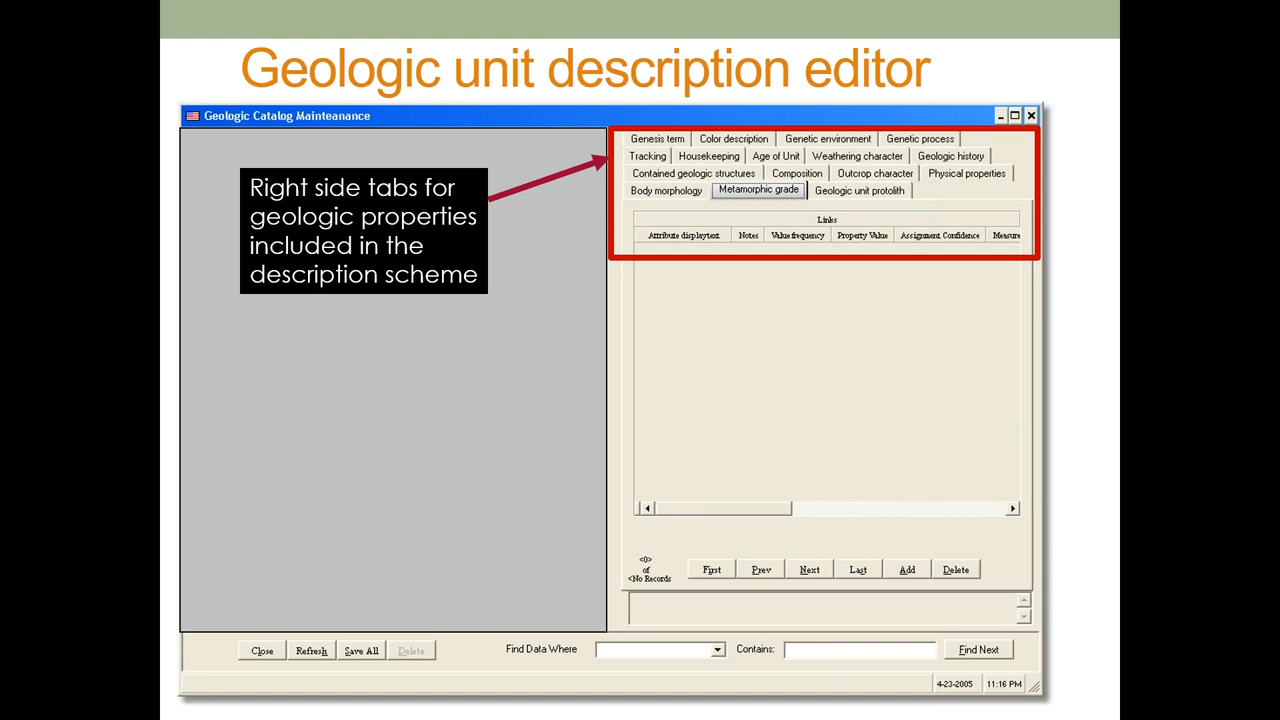 Geologic unit description editor
Geologic Catalog Mainteanance
Right side tabs for
geologic properties
included in the
description scheme
Genesis term Color description Genetic environment Genetic process
Tracking Housekeeping Age of Unit Weathering character Geologic history
Contained geologic structures Composition Outcrop character Physical properties
Body morphology Metamorphic grade Geologic unit protolith
Links
Attribute displaytext Notes Value frequency Property Value Assignment Confidence Measure
<0>
of
<No Records
First Prev Next Last Add Delete
Close Refresh Save All Delete Find Data Where Contains: Find Next
4-23-2005 11:16 PM